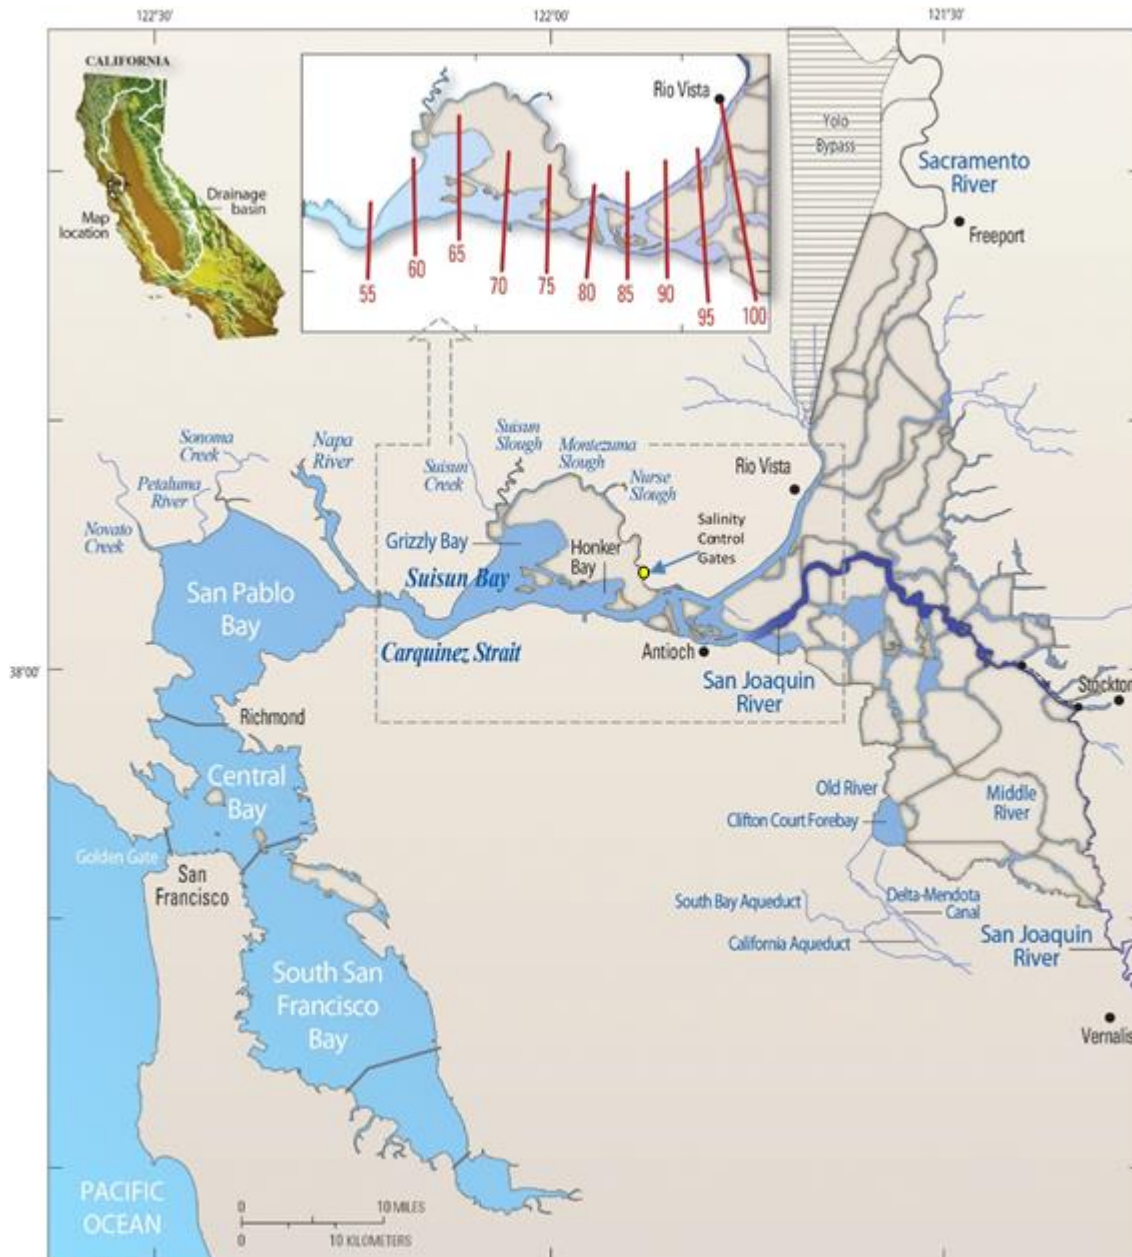 122°30'
122°00'
121°30'
CALIFORNIA
Drainage
basin
Map
location
Rio Vista
55
60
65
70
75
80
85
90
95
100
Yolo
Bypass
Sacramento
River
Freeport
Sonoma
Creek
Napa
River
Petaluma
River
Novato
Creek
Suisun
Slough
Suisun
Creek
Montezuma
Slough
Nurse
Slough
Rio Vista
Salinity
Control
Gates
Grizzly Bay
Honker
Bay
Suisun Bay
San Pablo
Bay
Carquinez Strait
Antioch
38°00'
San Joaquin
River
Stockton
Richmond
Central
Bay
Old River
Middle
River
Clifton Court Forebay
Golden Gate
San
Francisco
South Bay Aqueduct
Delta-Mendota
Canal
California Aqueduct
San Joaquin
River
South San
Francisco
Bay
Vernalis
PACIFIC
OCEAN
0 10 MILES
0 10 KILOMETERS